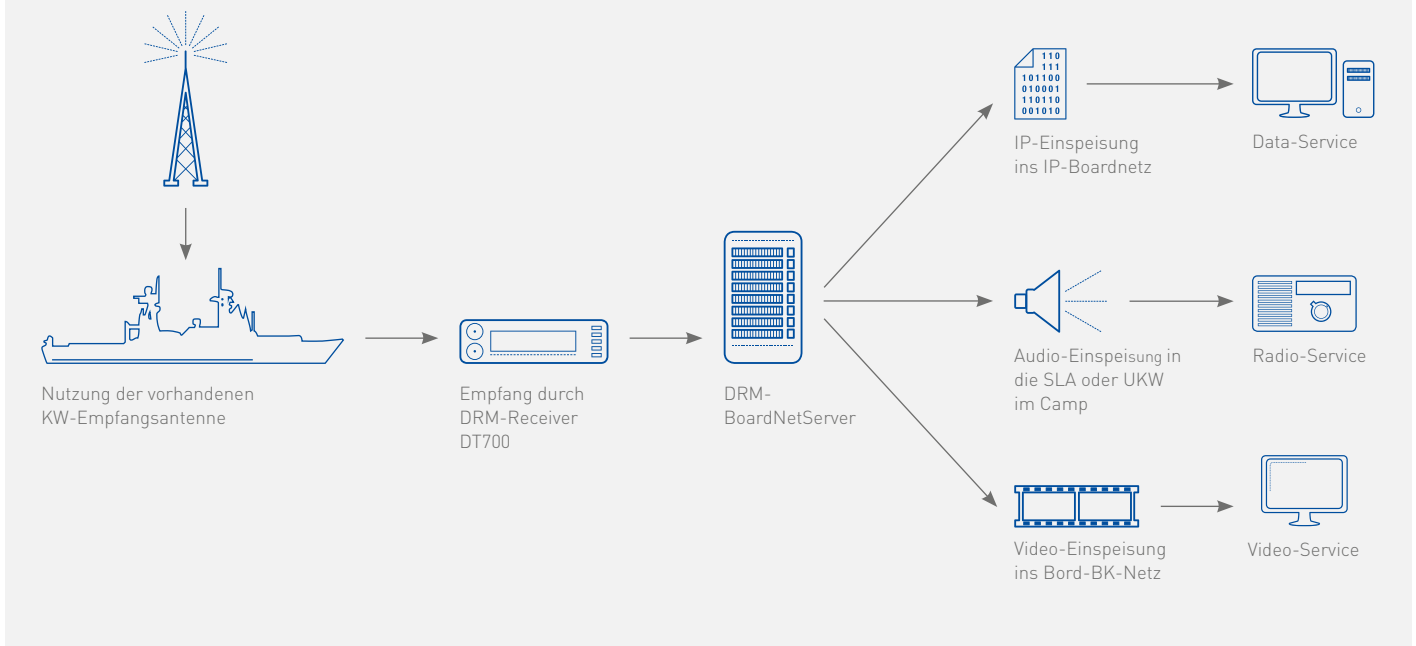 110
111
101100
010001
110110
001010
IP-Einspeisung
ins IP-Boardnetz
Data-Service
Nutzung der vorhandenen
KW-Empfangsantenne
Empfang durch
DRM-Receiver
DT700
DRM-
BoardNetServer
Audio-Einspeisung in
die SLA oder UKW
im Camp
Radio-Service
Video-Einspeisung
ins Bord-BK-Netz
Video-Service